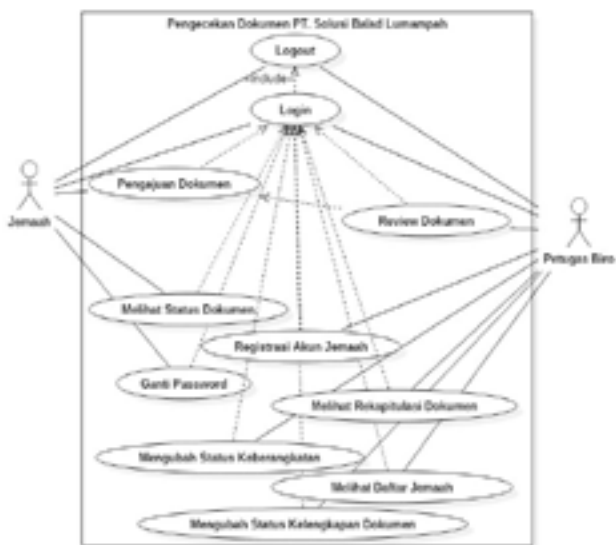 Pengecekan Dokumen PT. Solusi Balad Lumampah
Logout
«include»
Login
Pengajuan Dokumen
Review Dokumen
Jemaah
Petugas Biro
Melihat Status Dokumen
Registrasi Akun Jemaah
Ganti Password
Melihat Rekapitulasi Dokumen
Mengubah Status Keberangkatan
Melihat Daftar Jemaah
Mengubah Status Kelengkapan Dokumen